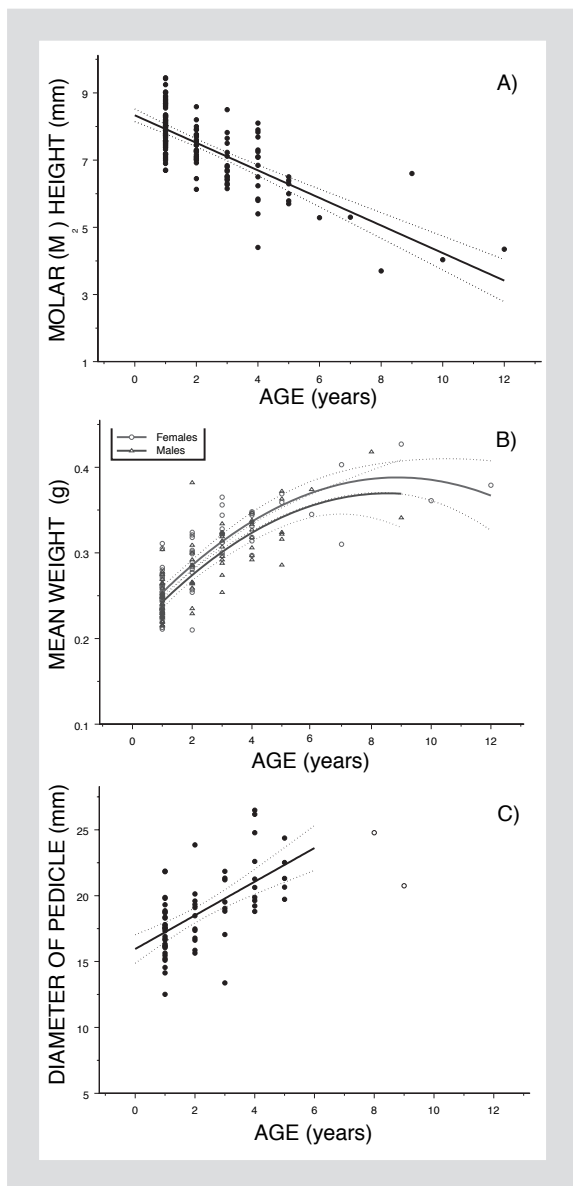 A)
MOLAR (M₂) HEIGHT (mm)
9
7
5
3
1
0 2 4 6 8 10 12
AGE (years)
B)
Females
Males
MEAN WEIGHT (g)
0.4
0.3
0.2
0.1
0 2 4 6 8 10 12
AGE (years)
C)
DIAMETER OF PEDICLE (mm)
25
20
15
10
5
0 2 4 6 8 10 12
AGE (years)